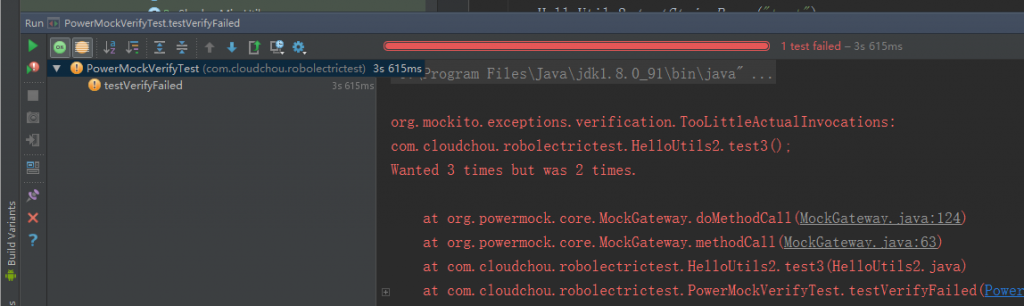 Run PowerMockVerifyTest.testVerifyFailed
1 test failed – 3s 615ms
PowerMockVerifyTest (com.cloudchou.robolectrictest) 3s 615ms
testVerifyFailed 3s 615ms
Program Files\Java\jdk1.8.0_91\bin\java" ...
org.mockito.exceptions.verification.TooLittleActualInvocations:
com.cloudchou.robolectrictest.HelloUtils2.test3();
Wanted 3 times but was 2 times.
at org.powermock.core.MockGateway.doMethodCall(MockGateway.java:124)
at org.powermock.core.MockGateway.methodCall(MockGateway.java:63)
at com.cloudchou.robolectrictest.HelloUtils2.test3(HelloUtils2.java)
at com.cloudchou.robolectrictest.PowerMockVerifyTest.testVerifyFailed(Power
Build Variants